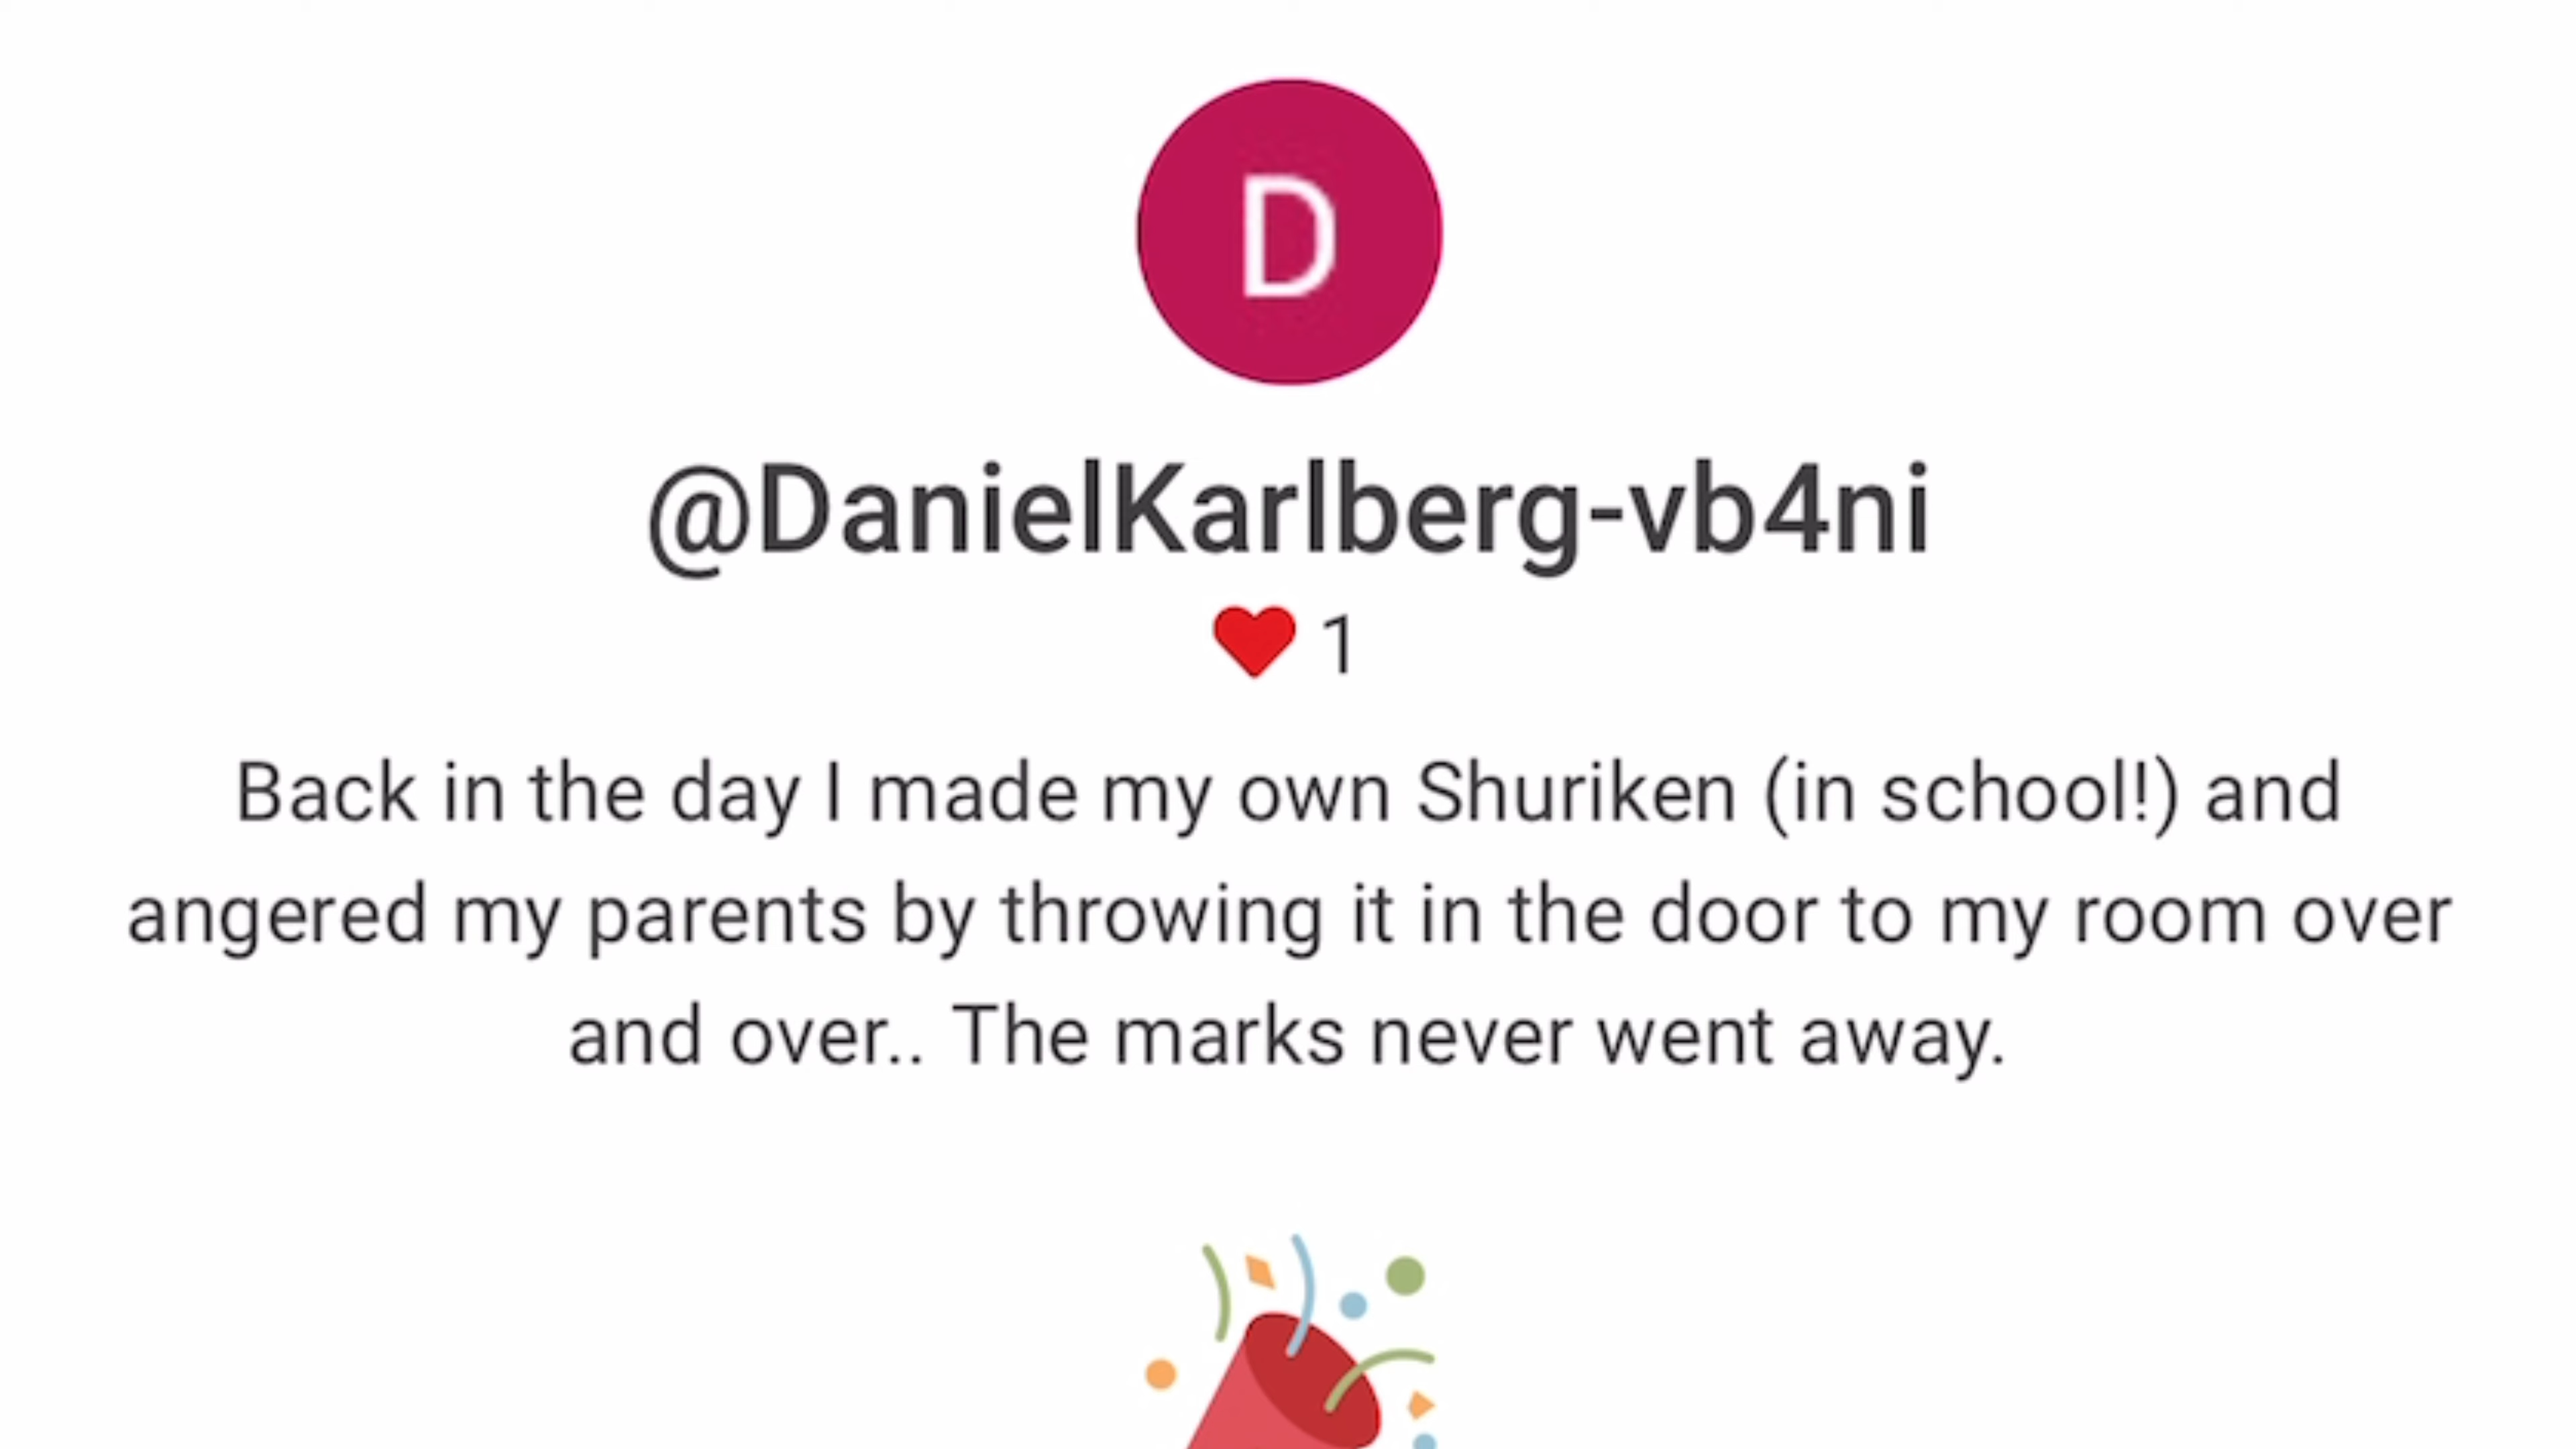 D
@DanielKarlberg-vb4ni
1
Back in the day I made my own Shuriken (in school!) and
angered my parents by throwing it in the door to my room over
and over.. The marks never went away.